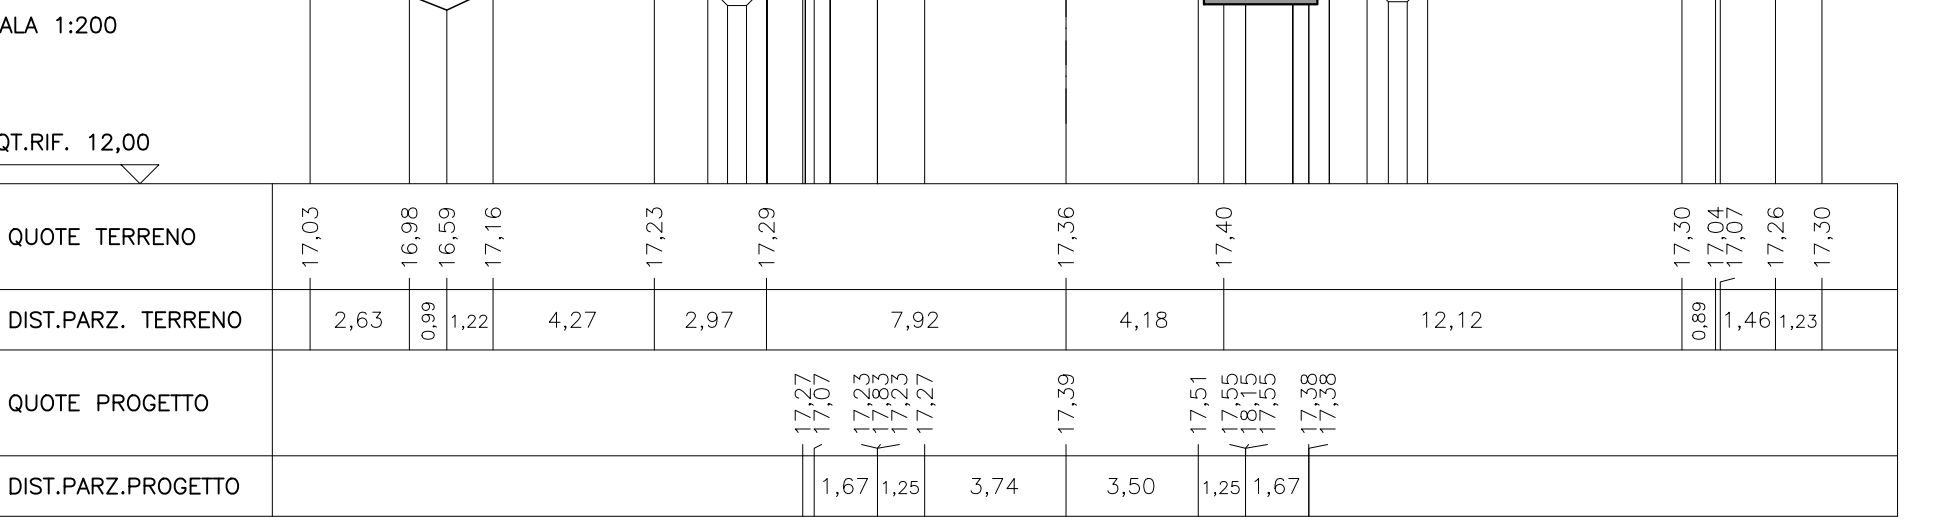 ALA 1:200
QT.RIF. 12,00
QUOTE TERRENO 17,03 16,98 16,59 17,16 17,23 17,29 17,36 17,40 17,30 17,04 17,07 17,26 17,30
DIST.PARZ. TERRENO 2,63 0,99 1,22 4,27 2,97 7,92 4,18 12,12 0,89 1,46 1,23
QUOTE PROGETTO 17,27 17,07 17,23 17,83 17,23 17,27 17,39 17,51 17,55 18,15 17,55 17,38 17,38
DIST.PARZ.PROGETTO 1,67 1,25 3,74 3,50 1,25 1,67